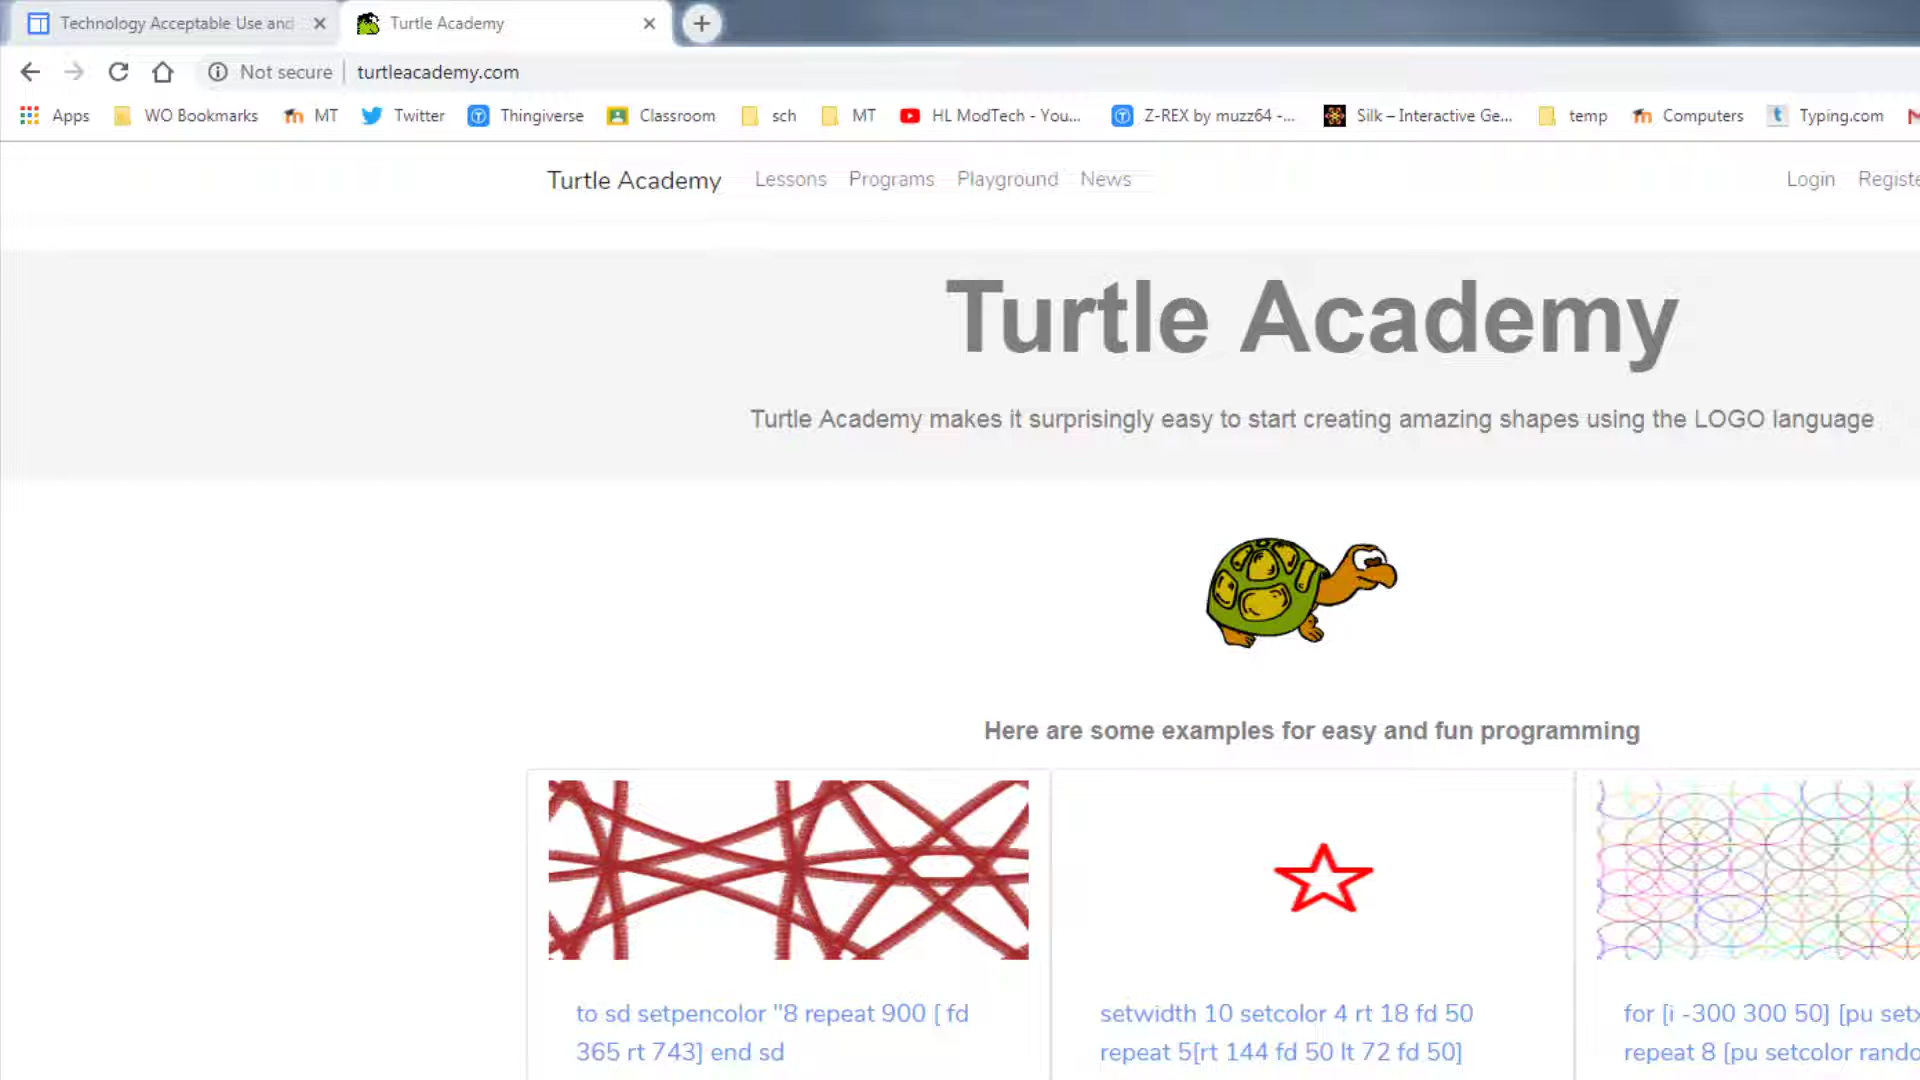 Technology Acceptable Use and
Turtle Academy
Not secure turtleacademy.com
Apps WO Bookmarks MT Twitter Thingiverse Classroom sch MT HL ModTech - You... Z-REX by muzz64 -... Silk – Interactive Ge... temp Computers Typing.com
Turtle Academy Lessons Programs Playground News Login Registe
Turtle Academy
Turtle Academy makes it surprisingly easy to start creating amazing shapes using the LOGO language
Here are some examples for easy and fun programming
to sd setpencolor "8 repeat 900 [ fd
365 rt 743] end sd
setwidth 10 setcolor 4 rt 18 fd 50
repeat 5[rt 144 fd 50 lt 72 fd 50]
for [i -300 300 50] [pu setx
repeat 8 [pu setcolor rando